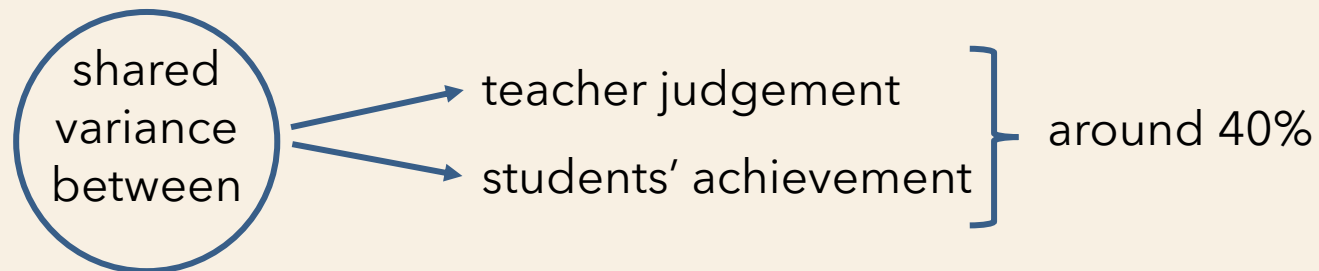 shared
variance
between
teacher judgement
students’ achievement
around 40%